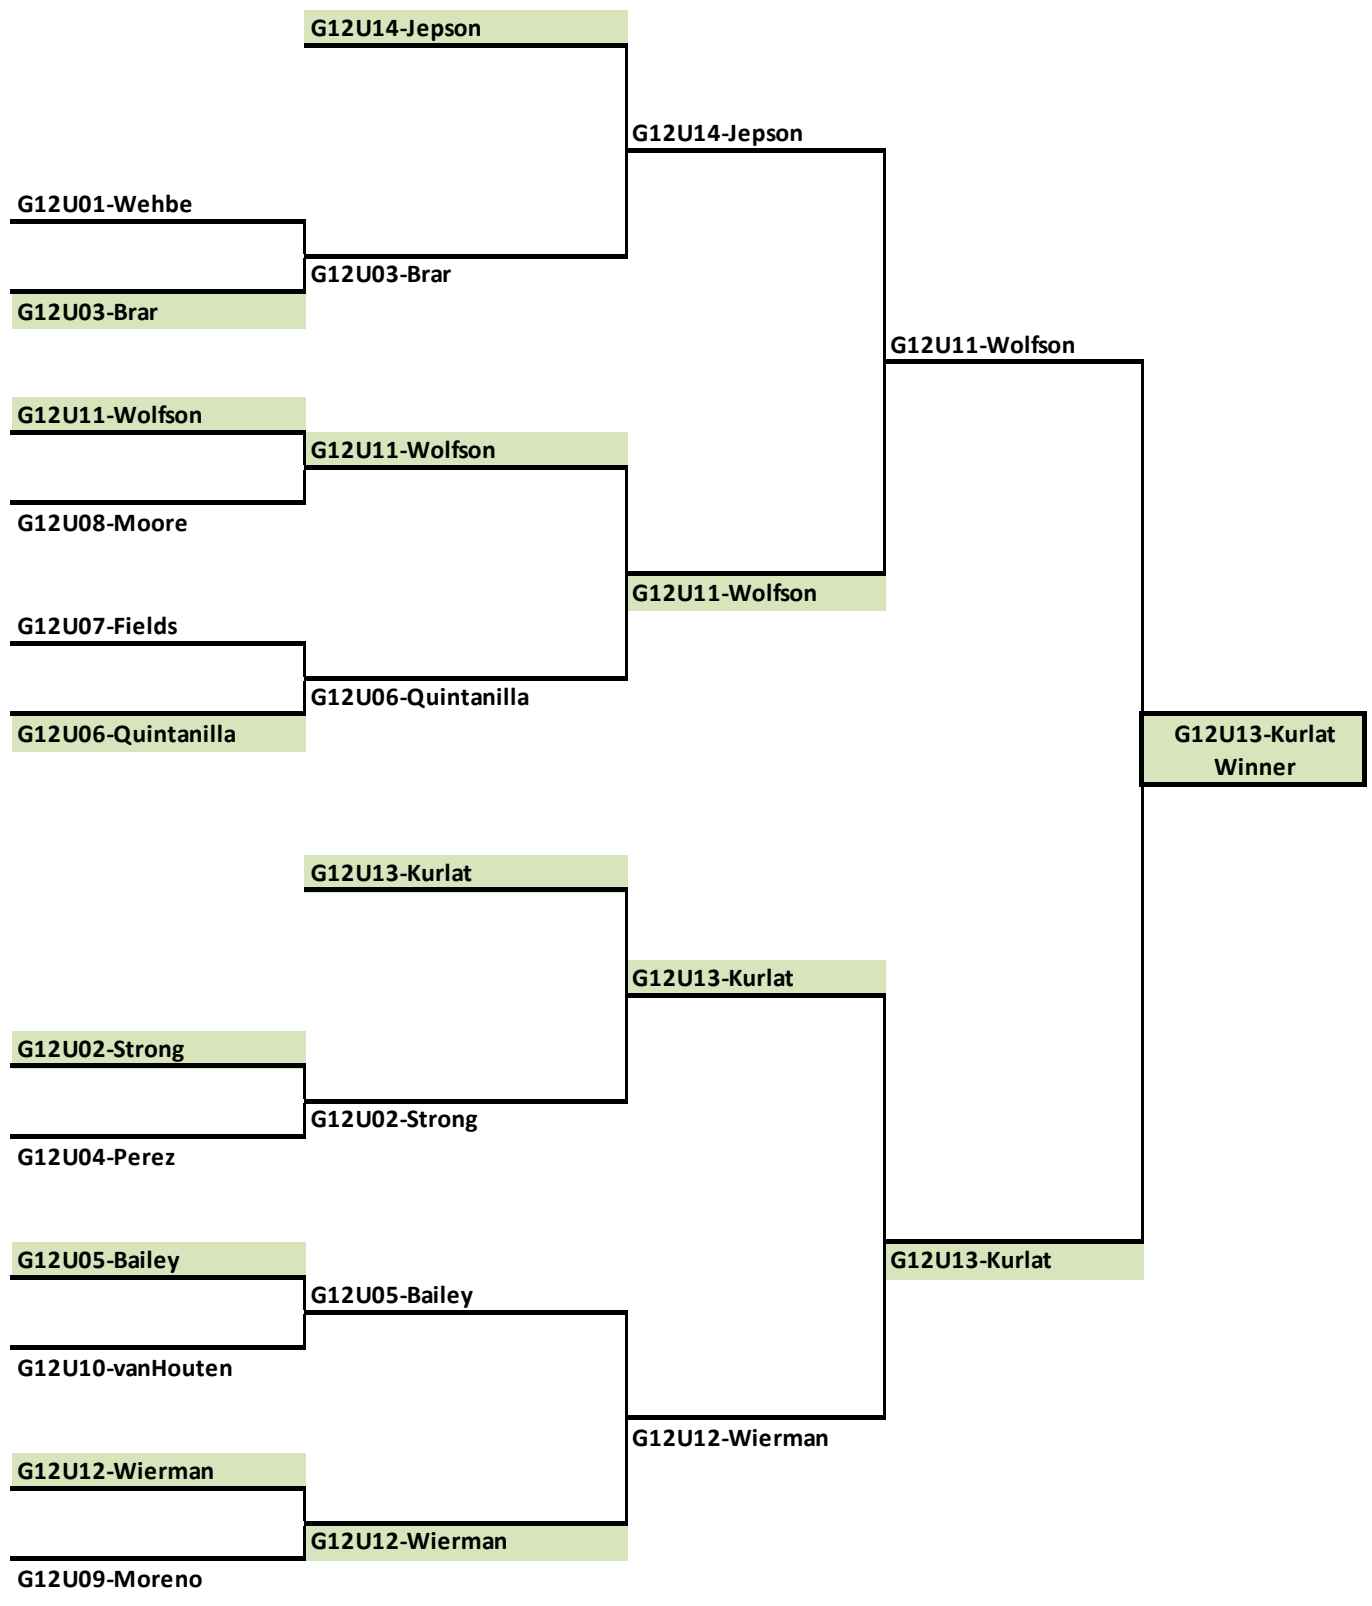 G12U14-Jepson
G12U14-Jepson
G12U01-Wehbe
G12U03-Brar
G12U03-Brar
G12U11-Wolfson
G12U11-Wolfson
G12U11-Wolfson
G12U08-Moore
G12U11-Wolfson
G12U07-Fields
G12U06-Quintanilla
G12U06-Quintanilla
G12U13-Kurlat
Winner
G12U13-Kurlat
G12U13-Kurlat
G12U02-Strong
G12U02-Strong
G12U04-Perez
G12U05-Bailey
G12U13-Kurlat
G12U05-Bailey
G12U10-vanHouten
G12U12-Wierman
G12U12-Wierman
G12U12-Wierman
G12U09-Moreno